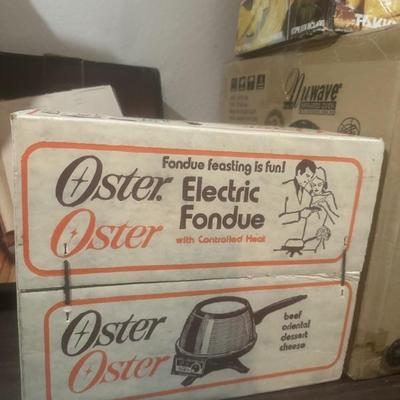 Fondue feasting is fun!
Oster Electric
Oster Fondue
with Controlled Heat
Oster
Oster
beef
oriental
dessert
cheese
Nuwave